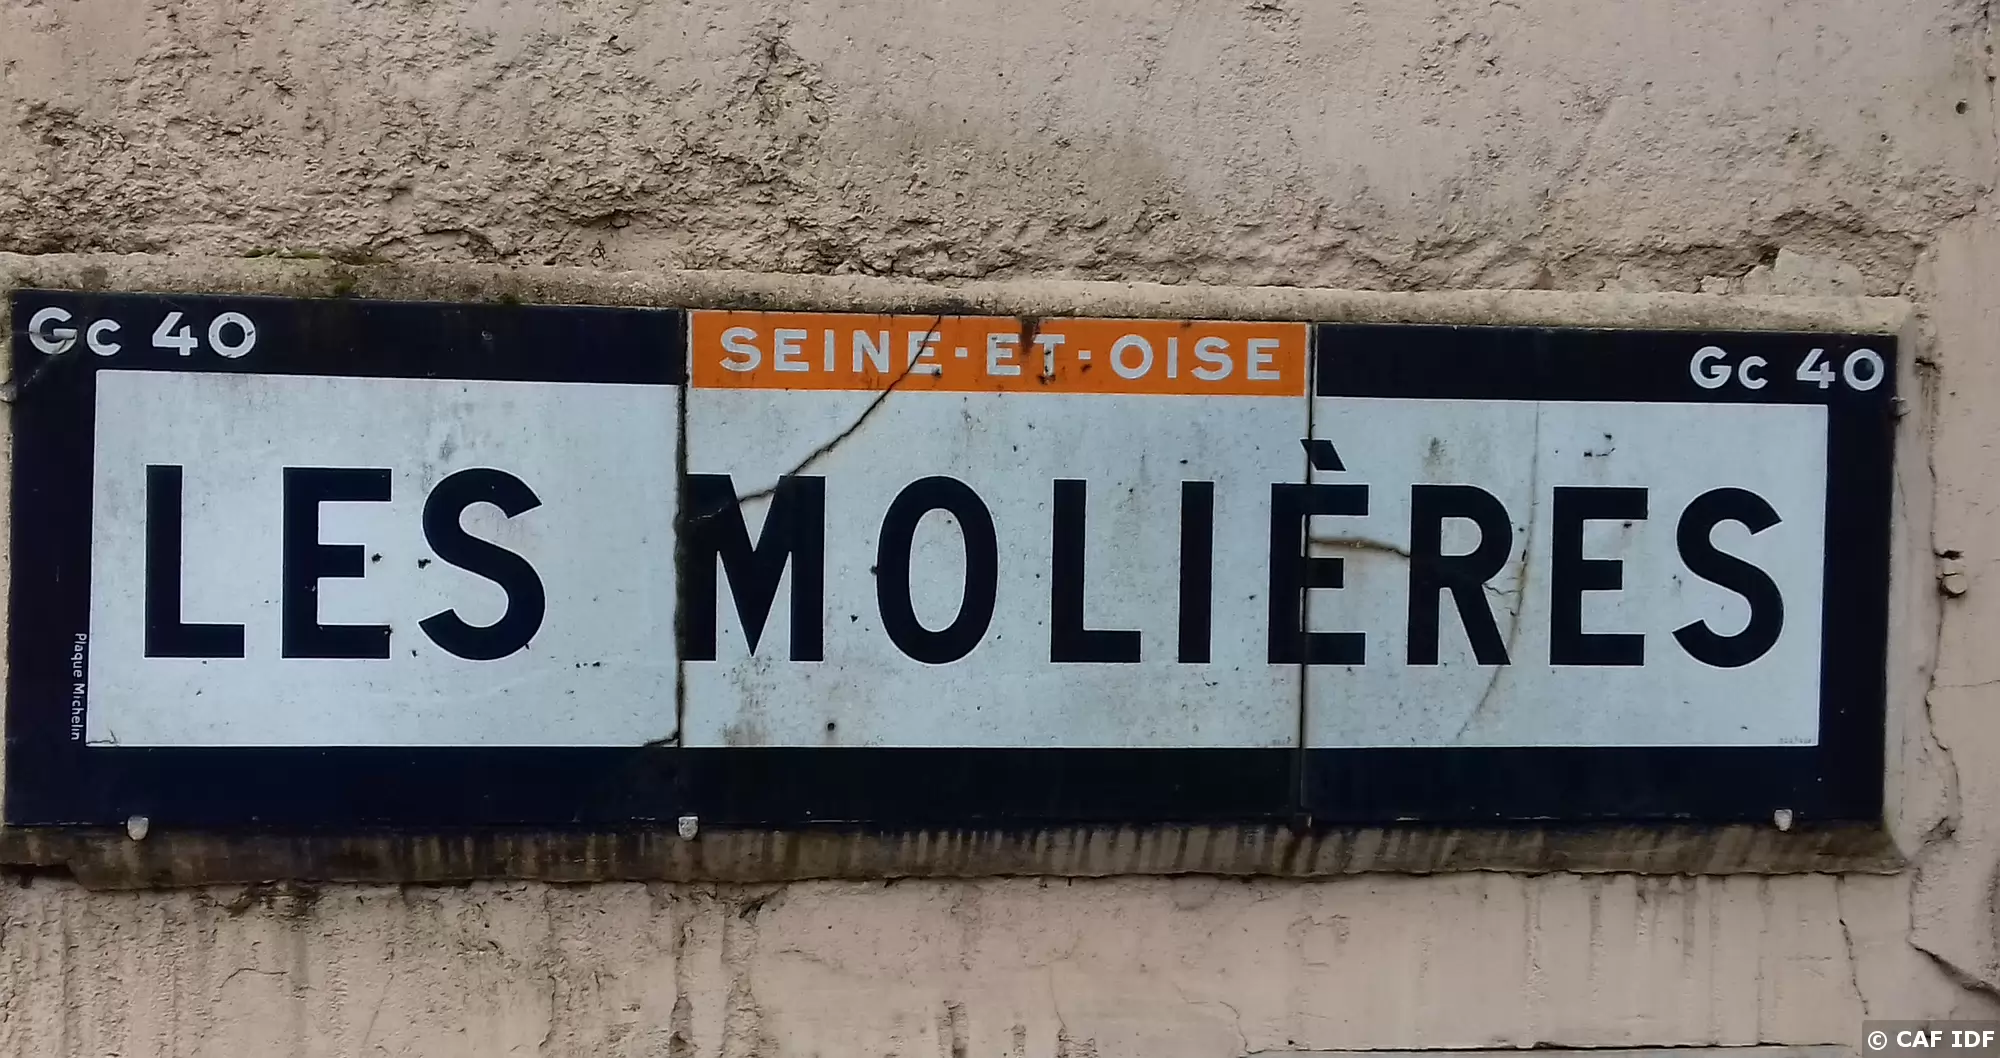 Gc 40
SEINE-ET-OISE
Gc 40
LES MOLIÈRES
Plaque Michelin
© CAF IDF